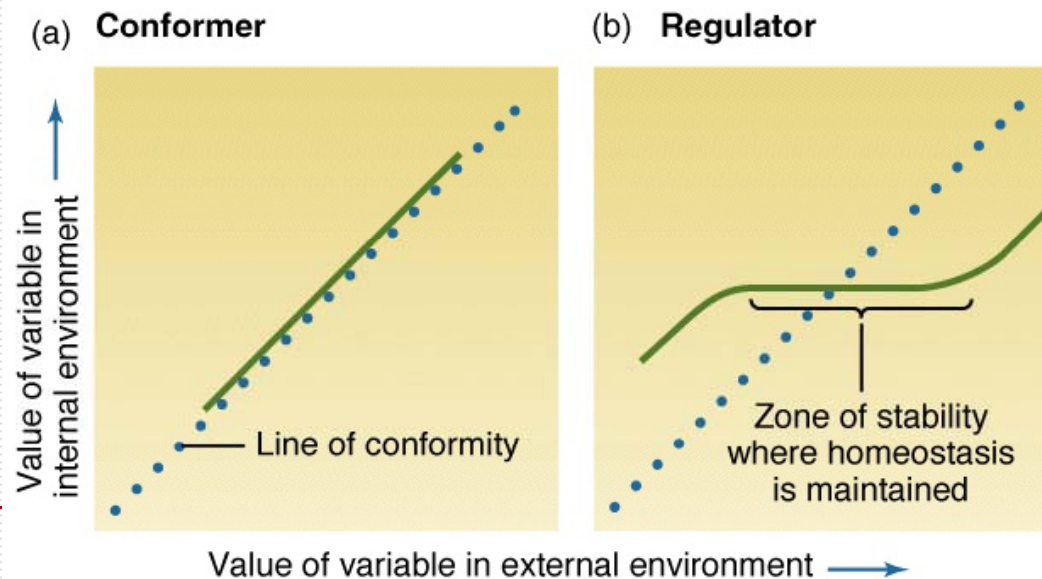 (a) Conformer
(b) Regulator
Value of variable in
internal environment
Line of conformity
Zone of stability
where homeostasis
is maintained
Value of variable in external environment